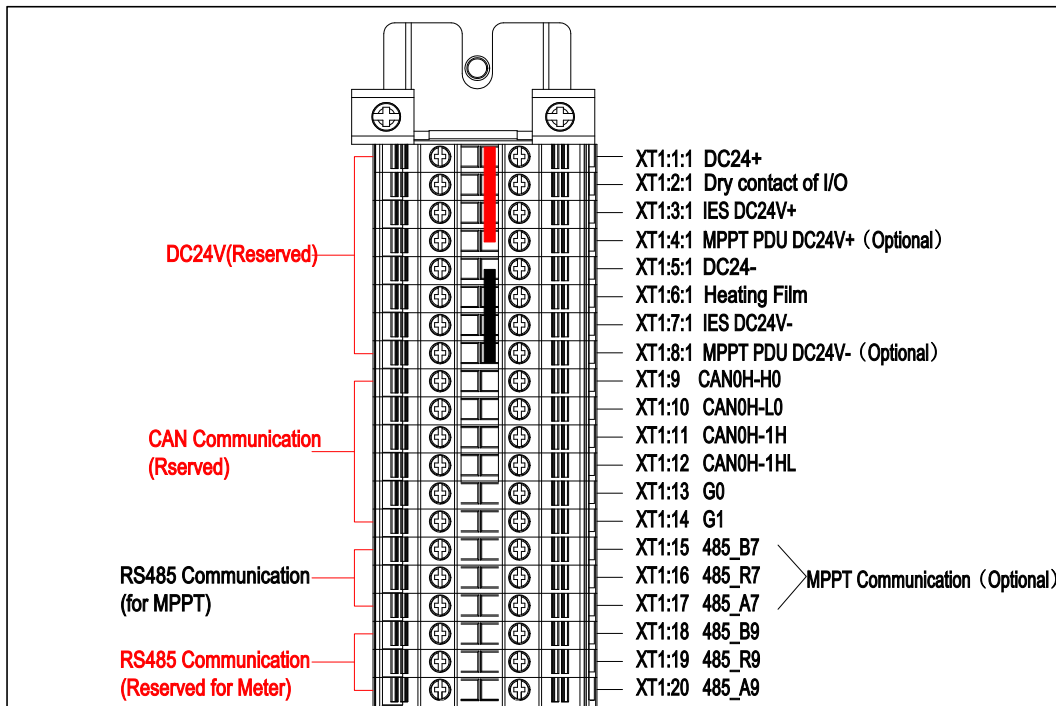 XT1:1:1 DC24+
XT1:2:1 Dry contact of I/O
XT1:3:1 IES DC24V+
XT1:4:1 MPPT PDU DC24V+（Optional）
XT1:5:1 DC24-
XT1:6:1 Heating Film
XT1:7:1 IES DC24V-
XT1:8:1 MPPT PDU DC24V-（Optional）
DC24V(Reserved)
XT1:9 CAN0H-H0
XT1:10 CAN0H-L0
XT1:11 CAN0H-1H
XT1:12 CAN0H-1HL
XT1:13 G0
XT1:14 G1
CAN Communication
(Rserved)
XT1:15 485_B7
XT1:16 485_R7
XT1:17 485_A7
MPPT Communication（Optional）
RS485 Communication
(for MPPT)
XT1:18 485_B9
XT1:19 485_R9
XT1:20 485_A9
RS485 Communication
(Reserved for Meter)